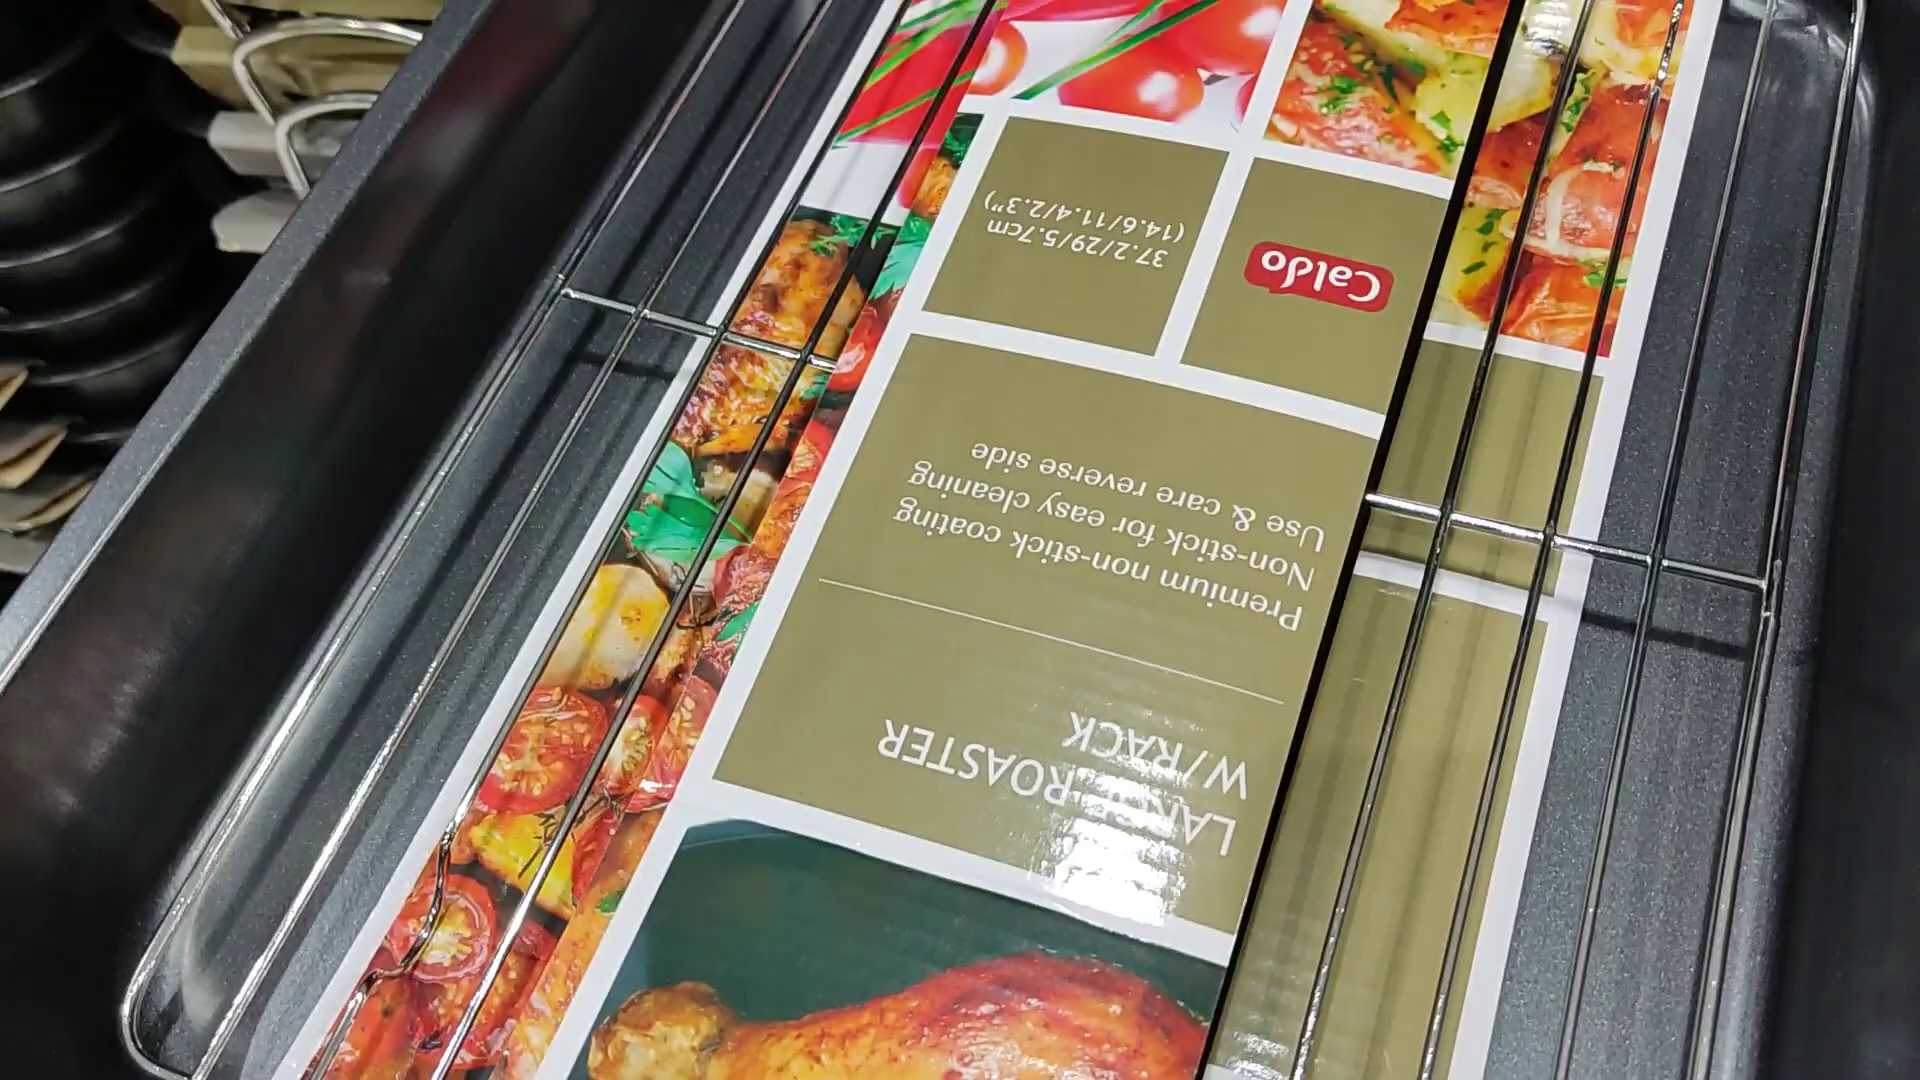 LARGE ROASTER
W/RACK
Premium non-stick coating
Non-stick for easy cleaning
Use & care reverse side
Caldo
37.2/29/5.7cm
(14.6/11.4/2.3")